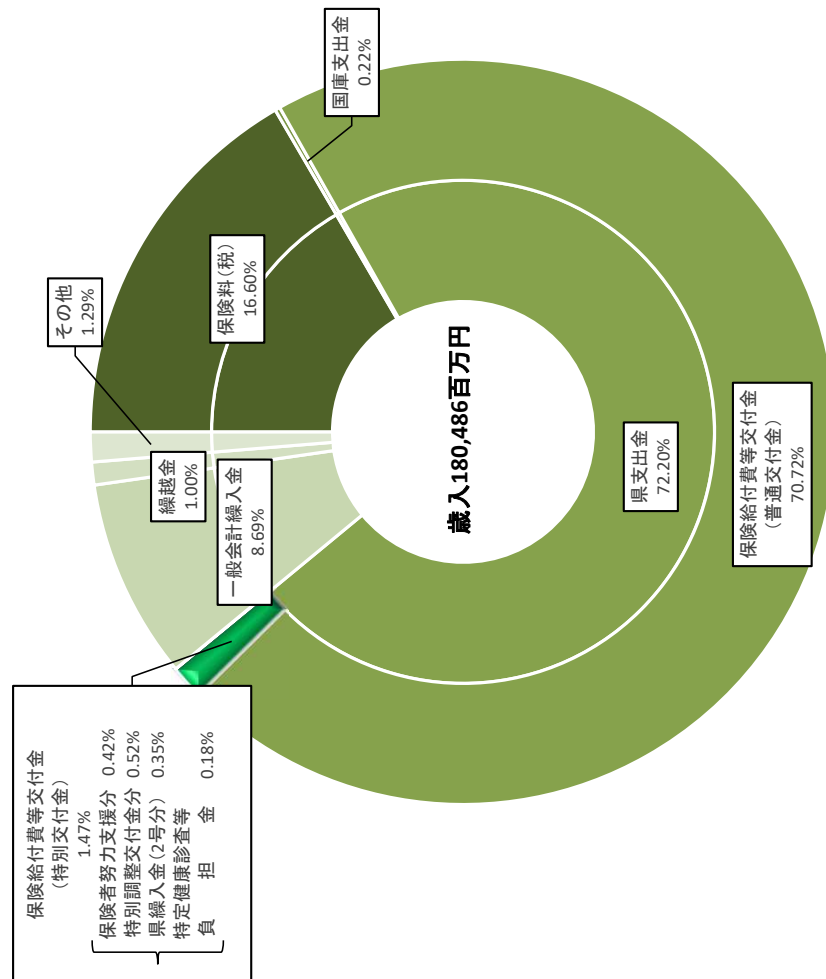 保険給付費等交付金
（特別交付金）
1.47%
保険者努力支援分 0.42%
特別調整交付金分 0.52%
県繰入金（2号分） 0.35%
特定健康診査等
負担金 0.18%
その他
1.29%
繰越金
1.00%
一般会計繰入金
8.69%
保険料（税）
16.60%
国庫支出金
0.22%
歳入180,486百万円
県支出金
72.20%
保険給付費等交付金
（普通交付金）
70.72%